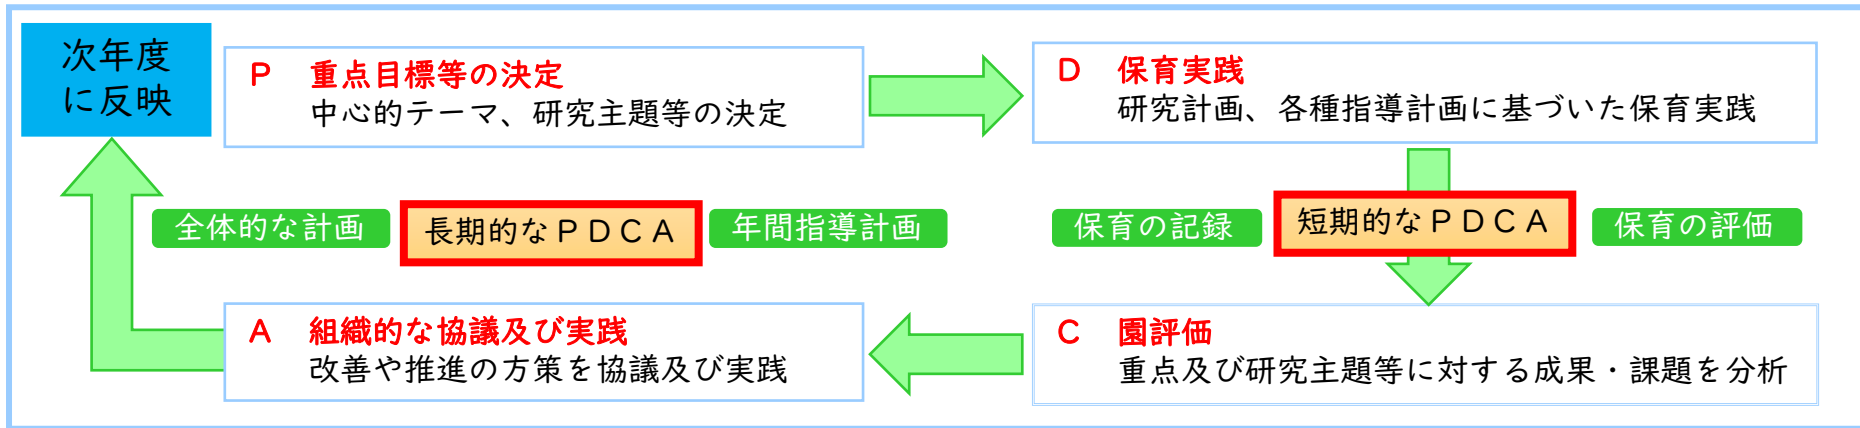 次年度
に反映
P 重点目標等の決定
中心的テーマ、研究主題等の決定
D 保育実践
研究計画、各種指導計画に基づいた保育実践
全体的な計画
長期的なPDCA
年間指導計画
保育の記録
短期的なPDCA
保育の評価
A 組織的な協議及び実践
改善や推進の方策を協議及び実践
C 園評価
重点及び研究主題等に対する成果・課題を分析